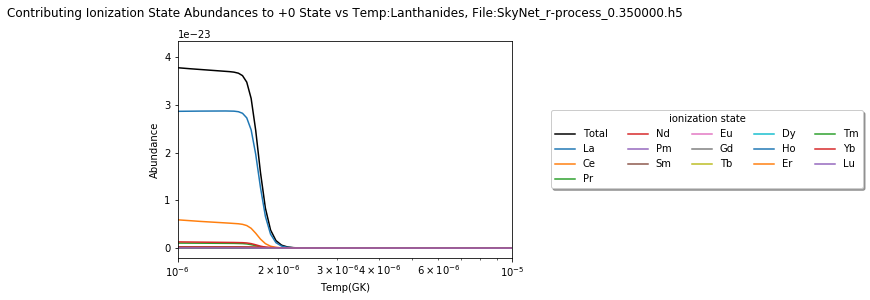 Contributing Ionization State Abundances to +0 State vs Temp:Lanthanides, File:SkyNet_r-process_0.350000.h5
1e−23
4
3
2
1
0
Abundance
10⁻⁶
2 × 10⁻⁶
3 × 10⁻⁶
4 × 10⁻⁶
6 × 10⁻⁶
10⁻⁵
Temp(GK)
ionization state
Total Nd Eu Dy Tm
La Pm Gd Ho Yb
Ce Sm Tb Er Lu
Pr